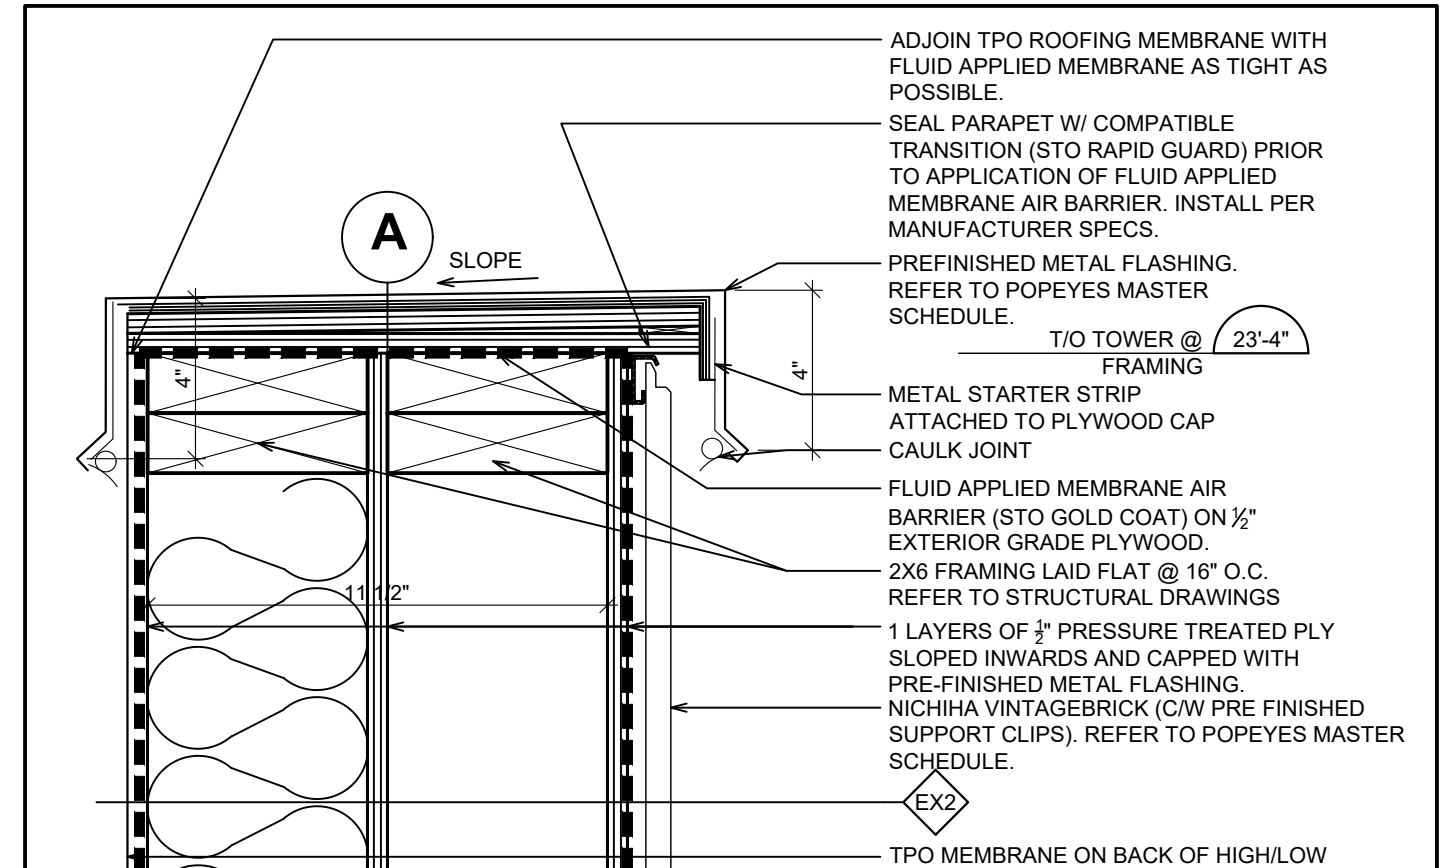 ADJOIN TPO ROOFING MEMBRANE WITH
FLUID APPLIED MEMBRANE AS TIGHT AS
POSSIBLE.
SEAL PARAPET W/ COMPATIBLE
TRANSITION (STO RAPID GUARD) PRIOR
TO APPLICATION OF FLUID APPLIED
MEMBRANE AIR BARRIER. INSTALL PER
MANUFACTURER SPECS.
A
SLOPE
PREFINISHED METAL FLASHING.
REFER TO POPEYES MASTER
SCHEDULE.
T/O TOWER @ 23'-4"
FRAMING
4"
4"
METAL STARTER STRIP
ATTACHED TO PLYWOOD CAP
CAULK JOINT
FLUID APPLIED MEMBRANE AIR
BARRIER (STO GOLD COAT) ON ½"
EXTERIOR GRADE PLYWOOD.
2X6 FRAMING LAID FLAT @ 16" O.C.
REFER TO STRUCTURAL DRAWINGS
11 1/2"
1 LAYERS OF ½" PRESSURE TREATED PLY
SLOPED INWARDS AND CAPPED WITH
PRE-FINISHED METAL FLASHING.
NICHIHA VINTAGEBRICK (C/W PRE FINISHED
SUPPORT CLIPS). REFER TO POPEYES MASTER
SCHEDULE.
EX2
TPO MEMBRANE ON BACK OF HIGH/LOW